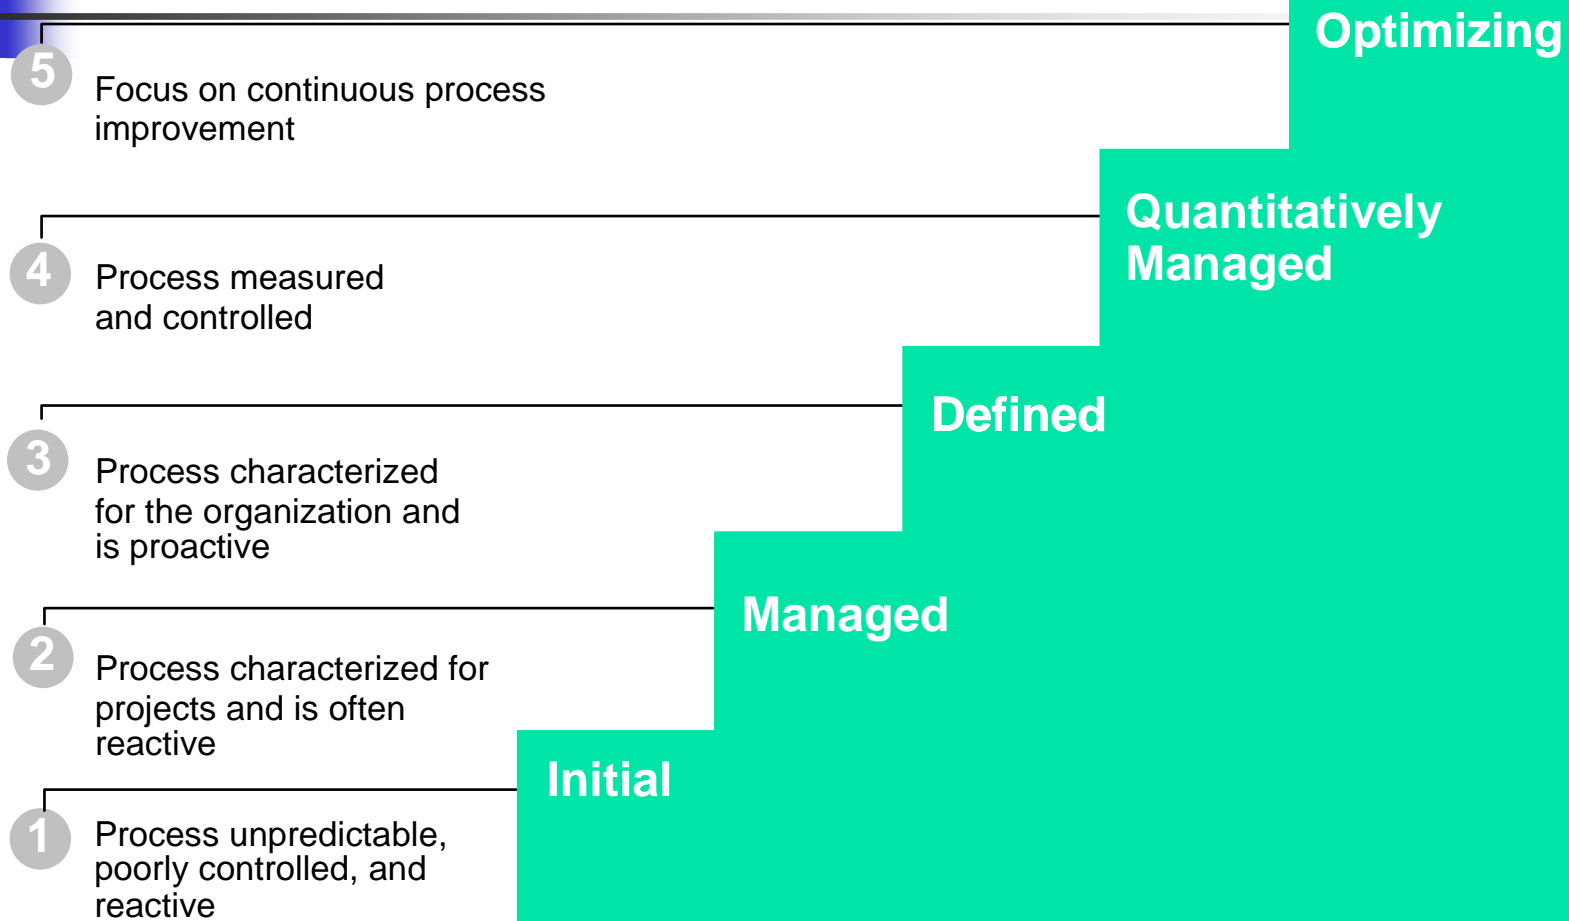 Optimizing
5
Focus on continuous process
improvement
Quantitatively
Managed
4
Process measured
and controlled
Defined
3
Process characterized
for the organization and
is proactive
Managed
2
Process characterized for
projects and is often
reactive
Initial
1
Process unpredictable,
poorly controlled, and
reactive